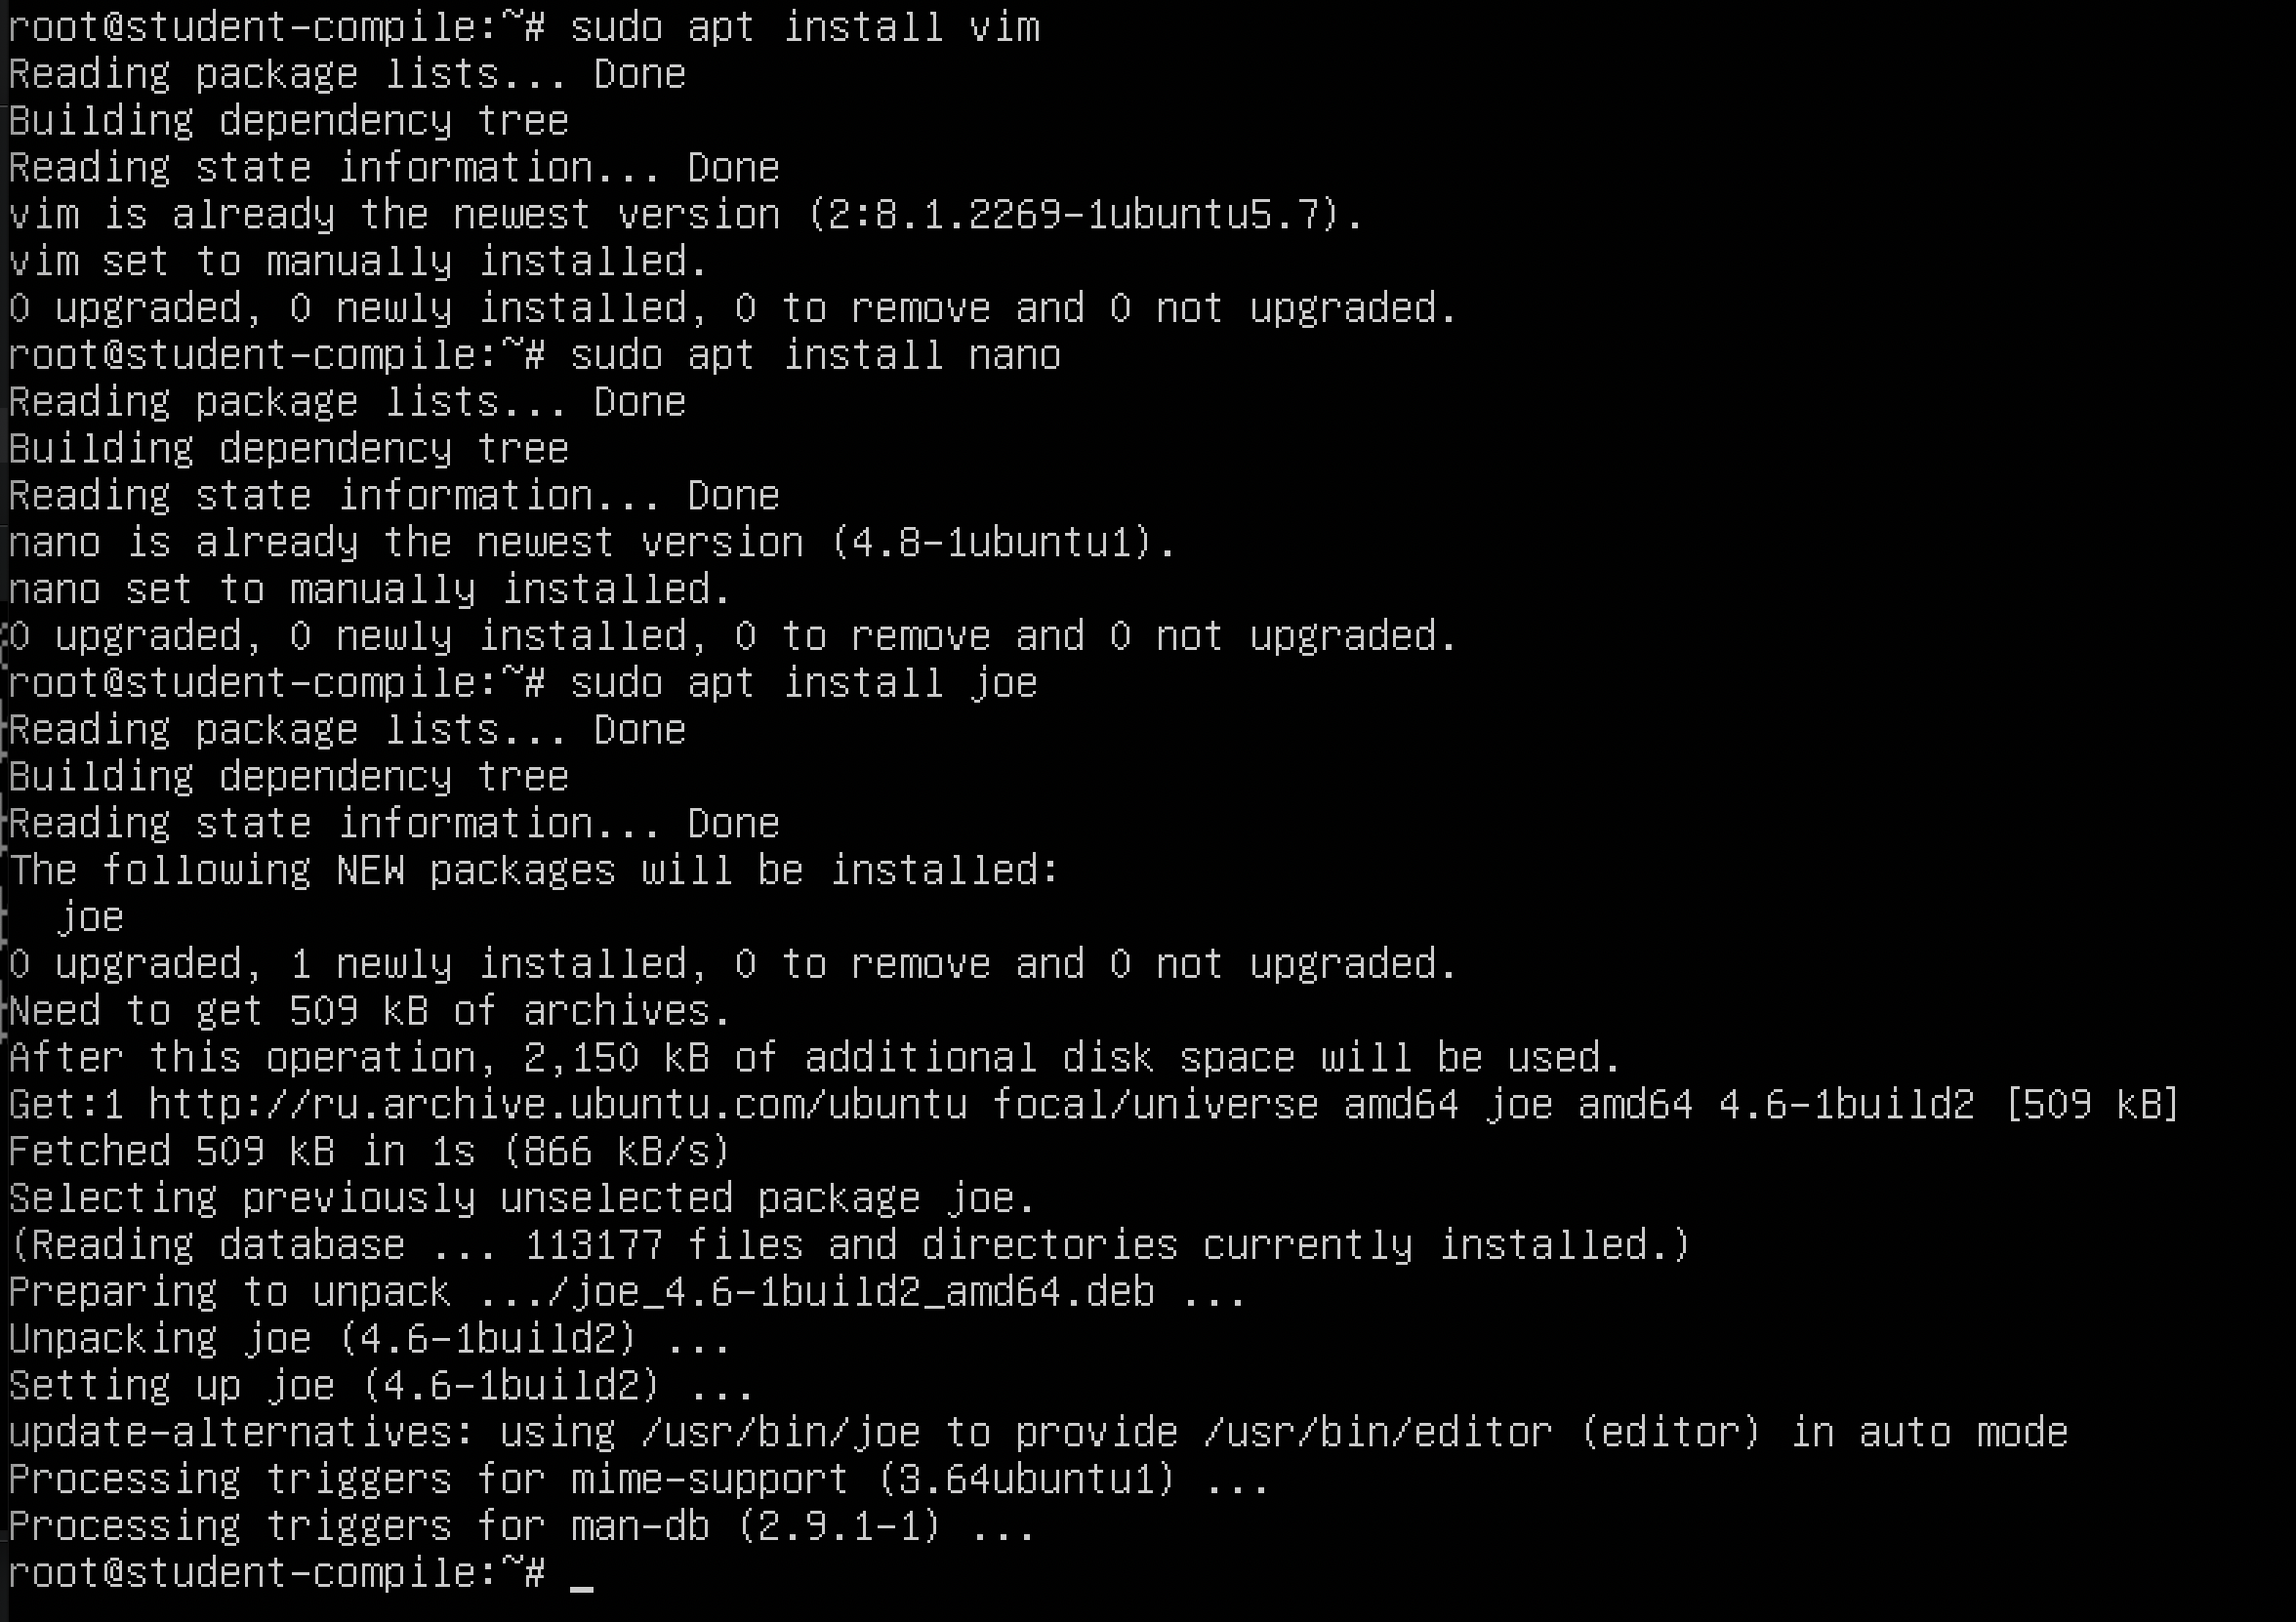 root@student-compile:~# sudo apt install vim
Reading package lists... Done
Building dependency tree
Reading state information... Done
vim is already the newest version (2:8.1.2269-1ubuntu5.7).
vim set to manually installed.
0 upgraded, 0 newly installed, 0 to remove and 0 not upgraded.
root@student-compile:~# sudo apt install nano
Reading package lists... Done
Building dependency tree
Reading state information... Done
nano is already the newest version (4.8-1ubuntu1).
nano set to manually installed.
0 upgraded, 0 newly installed, 0 to remove and 0 not upgraded.
root@student-compile:~# sudo apt install joe
Reading package lists... Done
Building dependency tree
Reading state information... Done
The following NEW packages will be installed:
  joe
0 upgraded, 1 newly installed, 0 to remove and 0 not upgraded.
Need to get 509 kB of archives.
After this operation, 2,150 kB of additional disk space will be used.
Get:1 http://ru.archive.ubuntu.com/ubuntu focal/universe amd64 joe amd64 4.6-1build2 [509 kB]
Fetched 509 kB in 1s (866 kB/s)
Selecting previously unselected package joe.
(Reading database ... 113177 files and directories currently installed.)
Preparing to unpack .../joe_4.6-1build2_amd64.deb ...
Unpacking joe (4.6-1build2) ...
Setting up joe (4.6-1build2) ...
update-alternatives: using /usr/bin/joe to provide /usr/bin/editor (editor) in auto mode
Processing triggers for mime-support (3.64ubuntu1) ...
Processing triggers for man-db (2.9.1-1) ...
root@student-compile:~# _